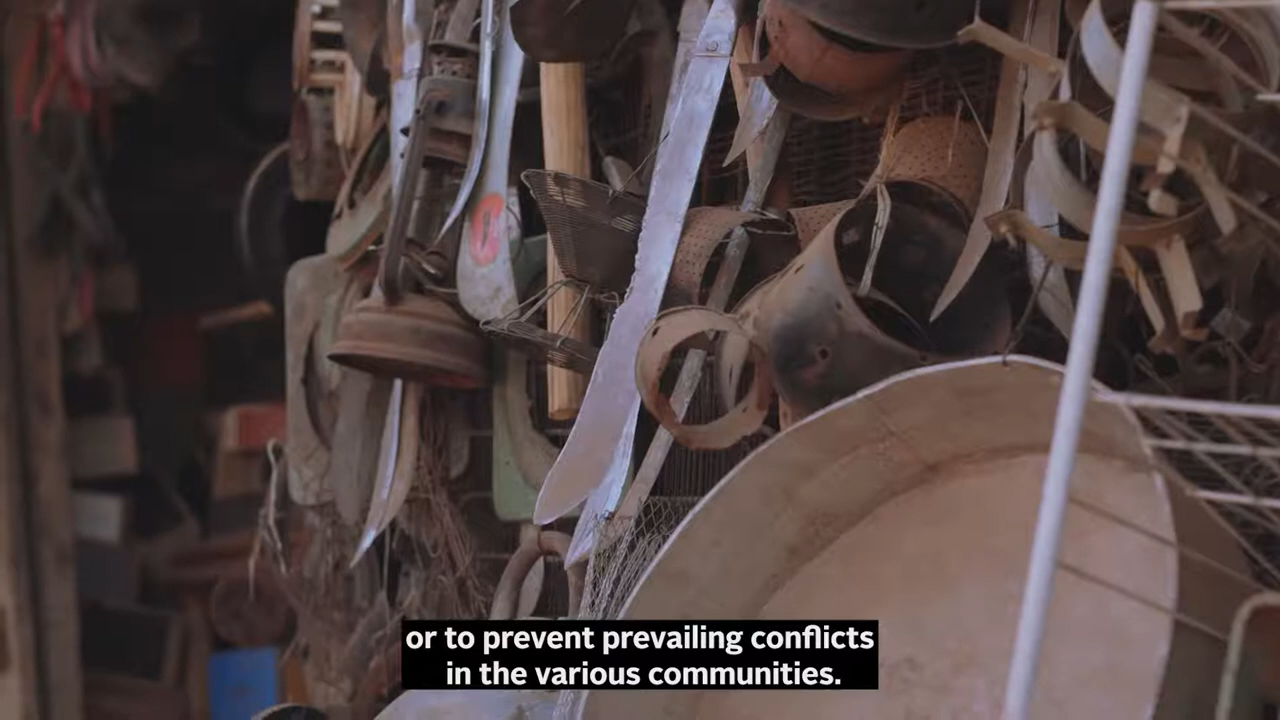 or to prevent prevailing conflicts
in the various communities.